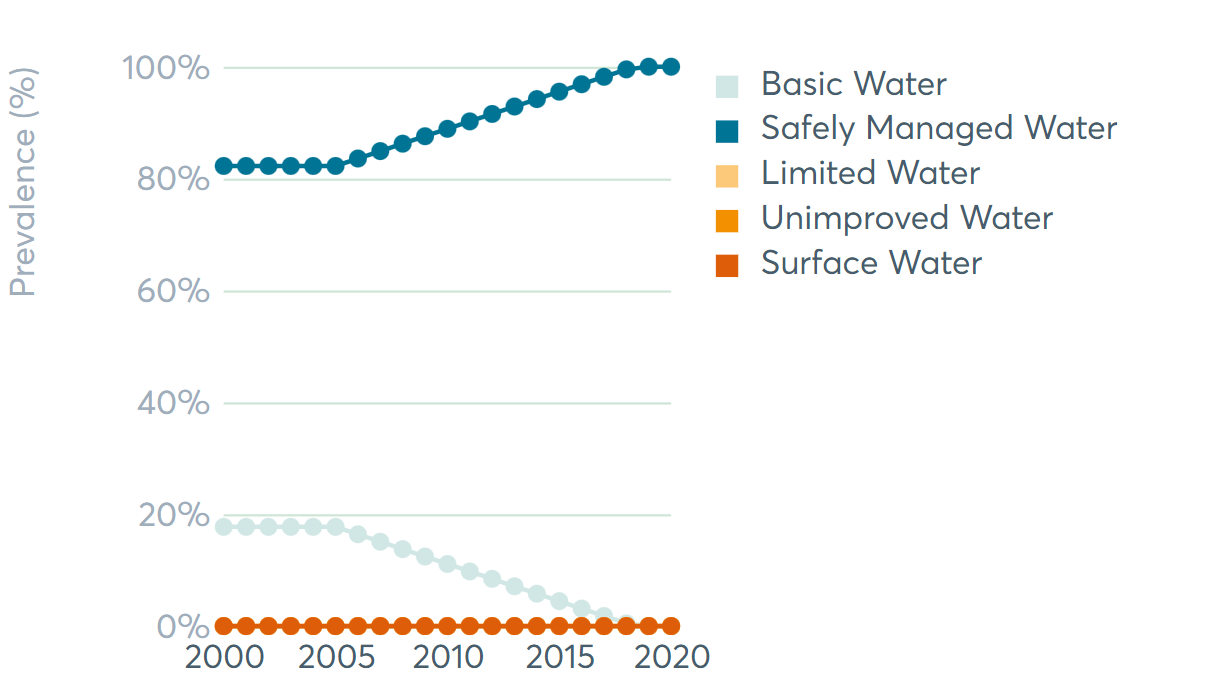 Prevalence (%)
100%
80%
60%
40%
20%
0%
2000 2005 2010 2015 2020
Basic Water
Safely Managed Water
Limited Water
Unimproved Water
Surface Water